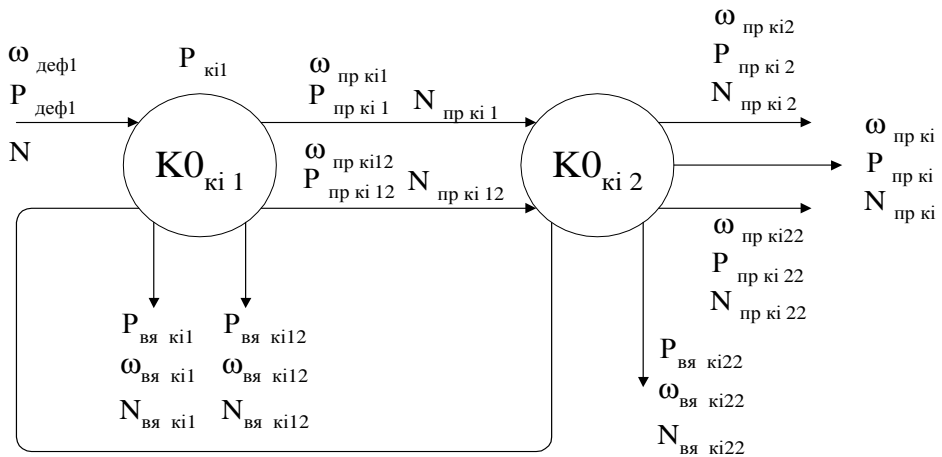 ω деф1
P деф1
N
P кі1
K0 кі 1
ω пр кі1
P пр кі 1
N пр кі 1
ω пр кі12
P пр кі 12
N пр кі 12
K0 кі 2
ω пр кі2
P пр кі 2
N пр кі 2
ω пр кі
P пр кі
N пр кі
ω пр кі22
P пр кі 22
N пр кі 22
P вя кі1
ω вя кі1
N вя кі1
P вя кі12
ω вя кі12
N вя кі12
P вя кі22
ω вя кі22
N вя кі22